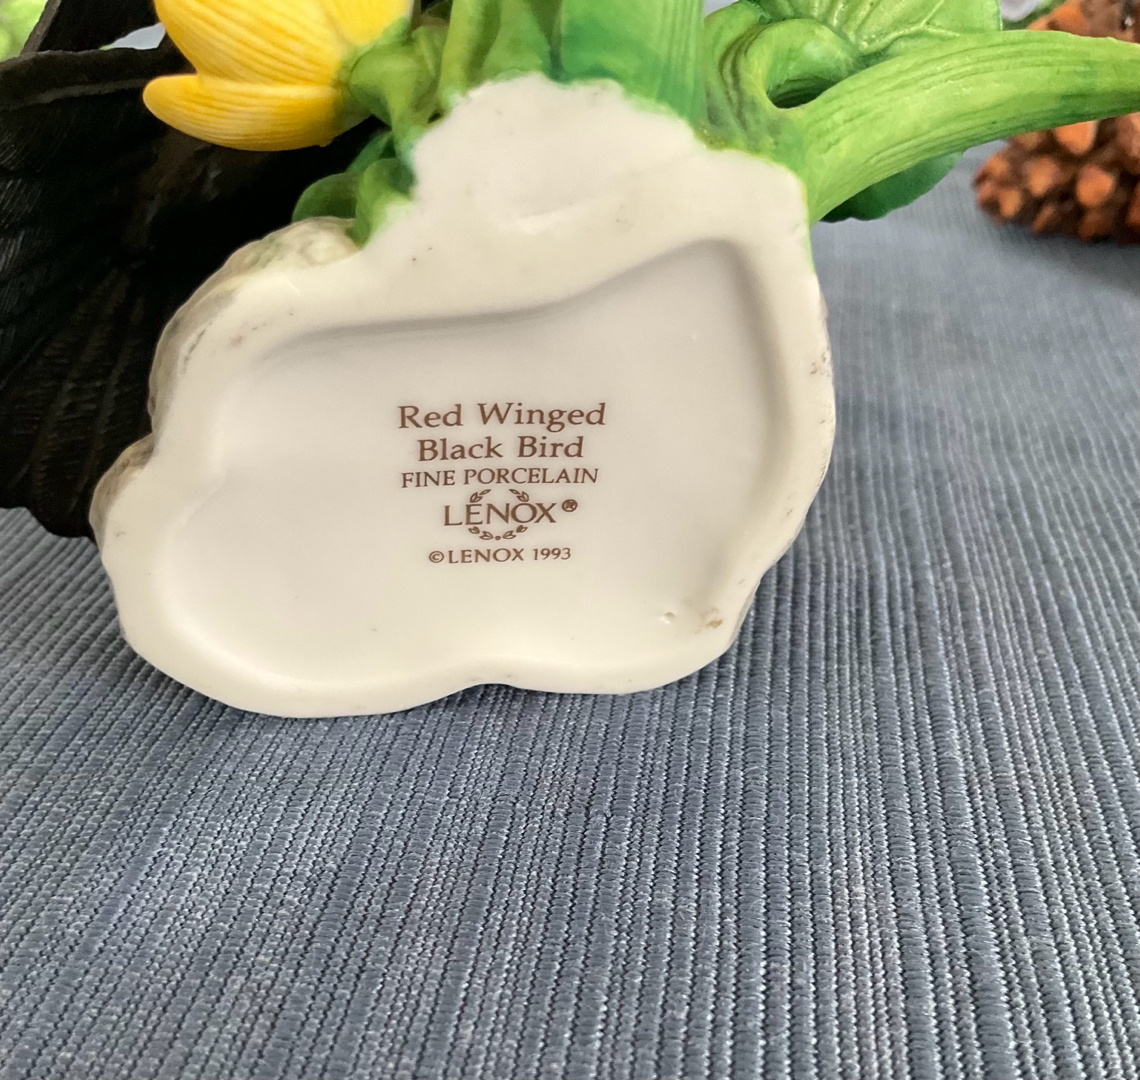 Red Winged
Black Bird
FINE PORCELAIN
LENOX®
©LENOX 1993